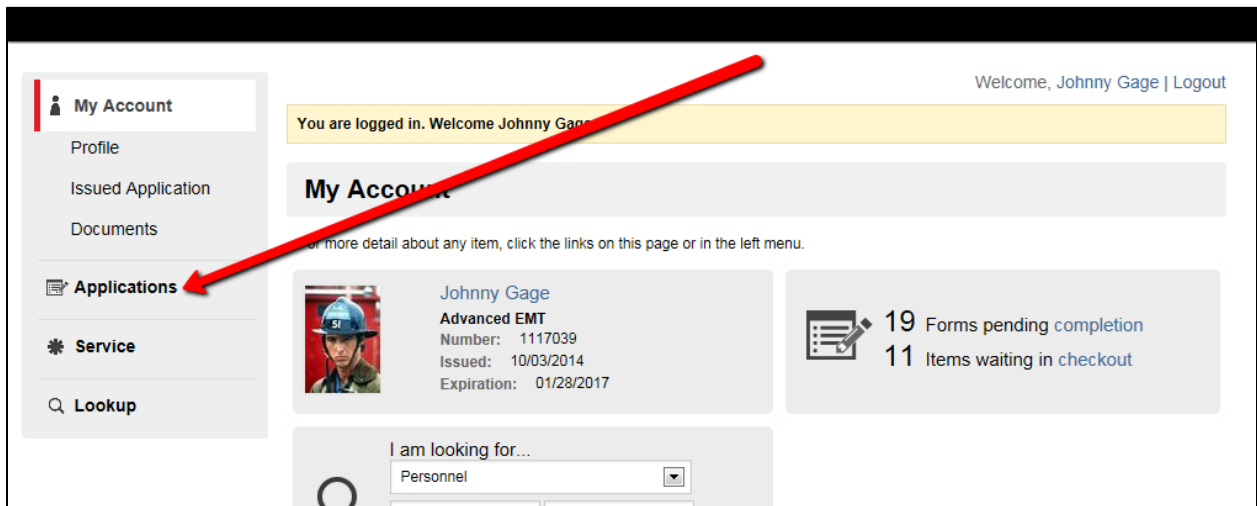 Welcome, Johnny Gage | Logout
My Account
You are logged in. Welcome Johnny Gage
Profile
Issued Application
My Account
Documents
more detail about any item, click the links on this page or in the left menu.
Applications
Johnny Gage
Advanced EMT
51
Number: 1117039
Issued: 10/03/2014
Expiration: 01/28/2017
19 Forms pending completion
11 Items waiting in checkout
Service
Lookup
I am looking for...
Personnel